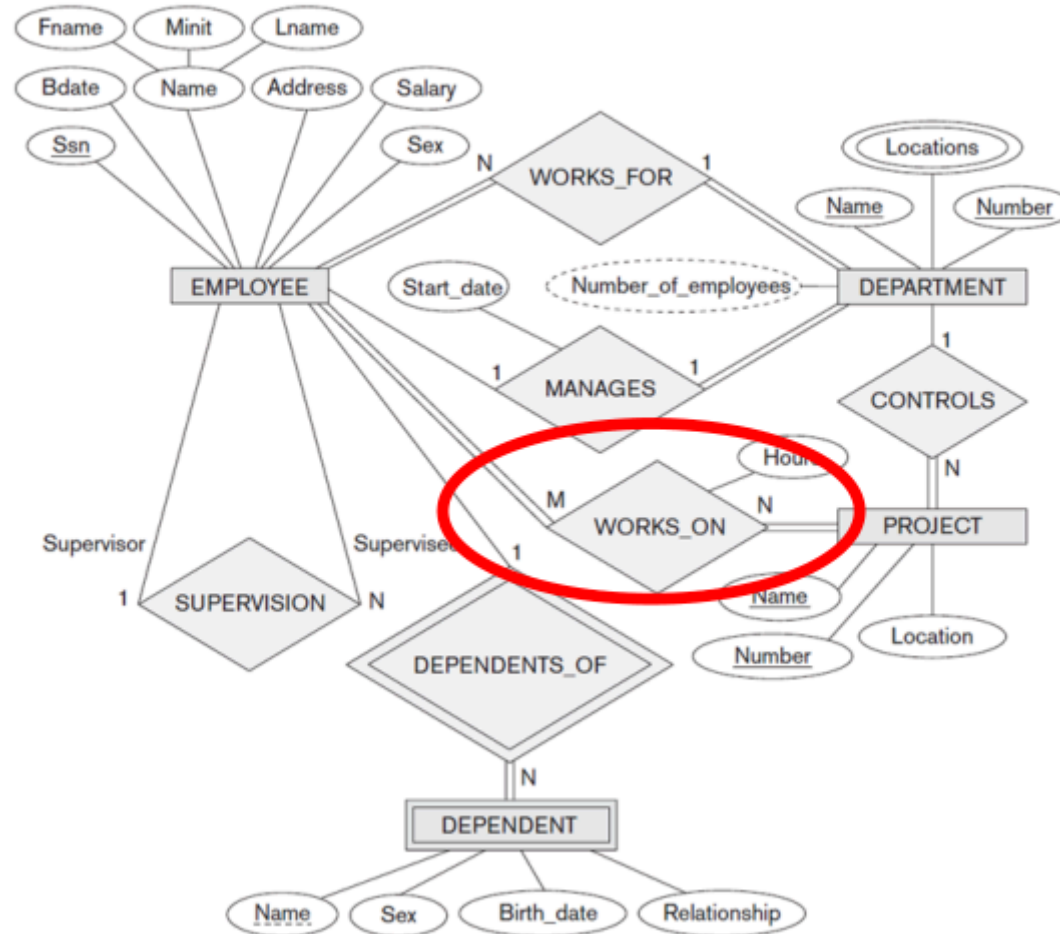 Fname Minit Lname
Bdate Name Address Salary
Ssn Sex
N WORKS_FOR 1
Locations
Name Number
EMPLOYEE
Start_date
Number_of_employees
DEPARTMENT
1 MANAGES 1
1
CONTROLS
N
Hours
M WORKS_ON N
PROJECT
Name
Number
Location
Supervisor Supervisee
1 SUPERVISION N
1
DEPENDENTS_OF
N
DEPENDENT
Name Sex Birth_date Relationship